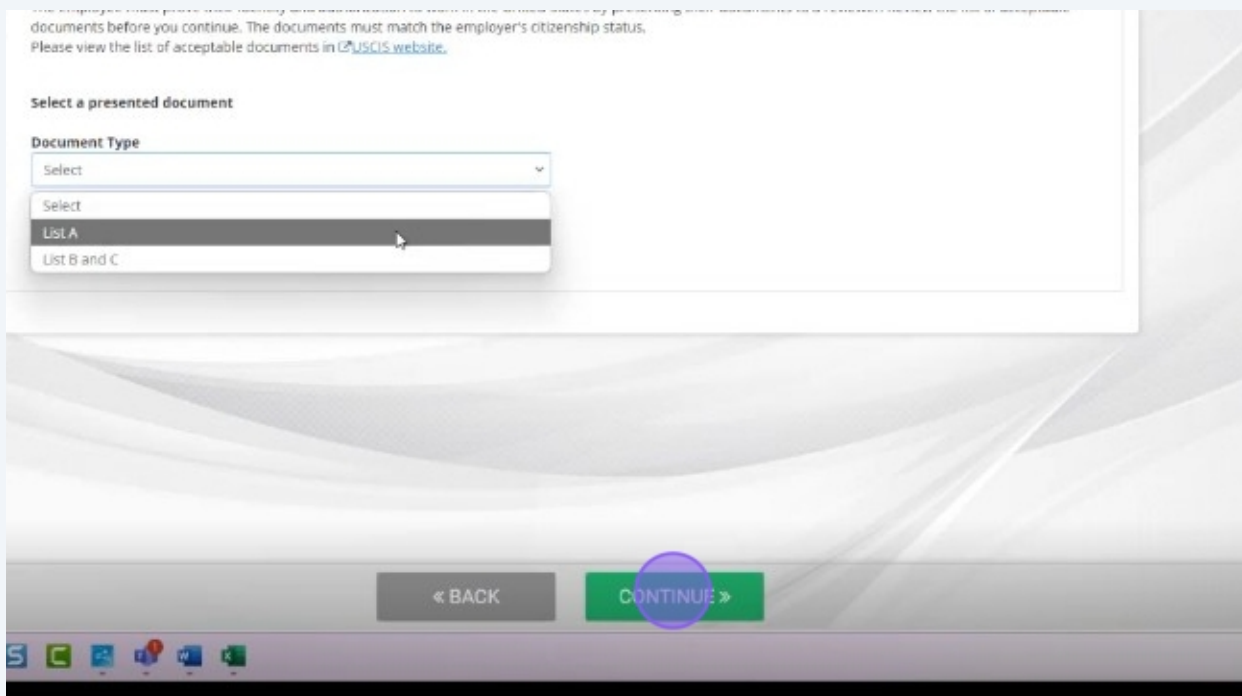 documents before you continue. The documents must match the employer's citizenship status.
Please view the list of acceptable documents in USCIS website.
Select a presented document
Document Type
Select
Select
List A
List B and C
« BACK
CONTINUE »